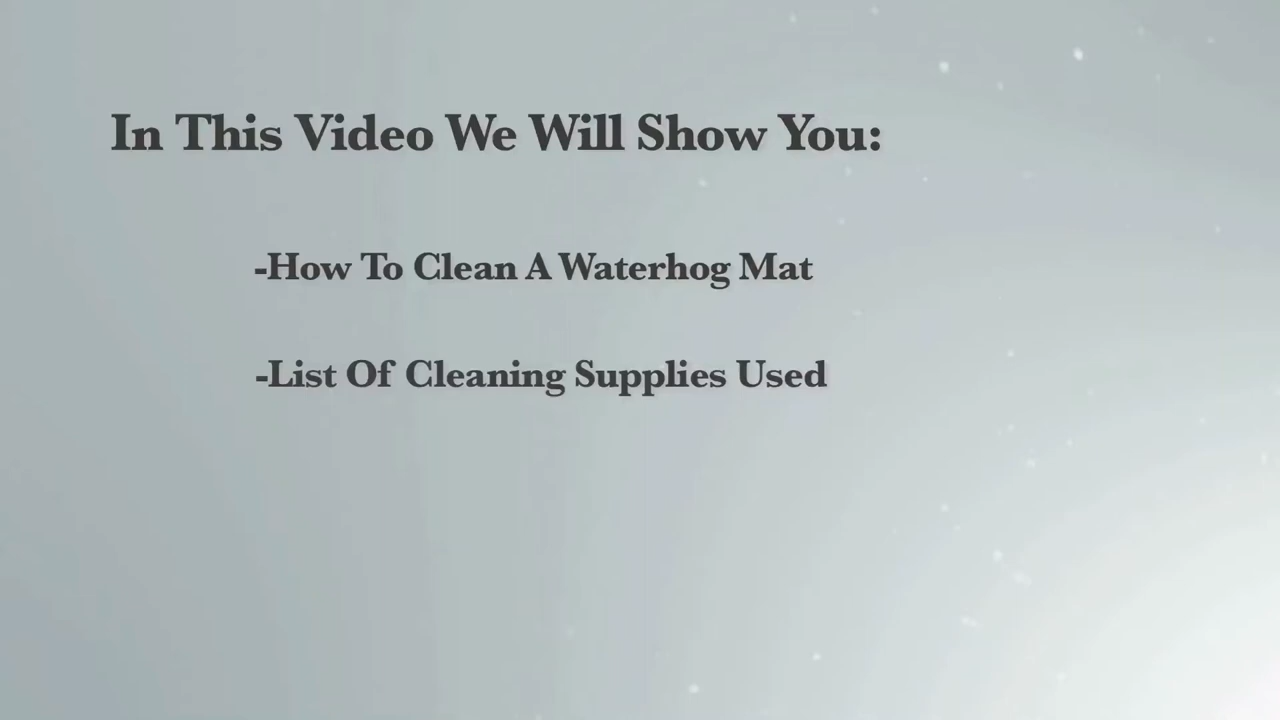 In This Video We Will Show You:
-How To Clean A Waterhog Mat
-List Of Cleaning Supplies Used